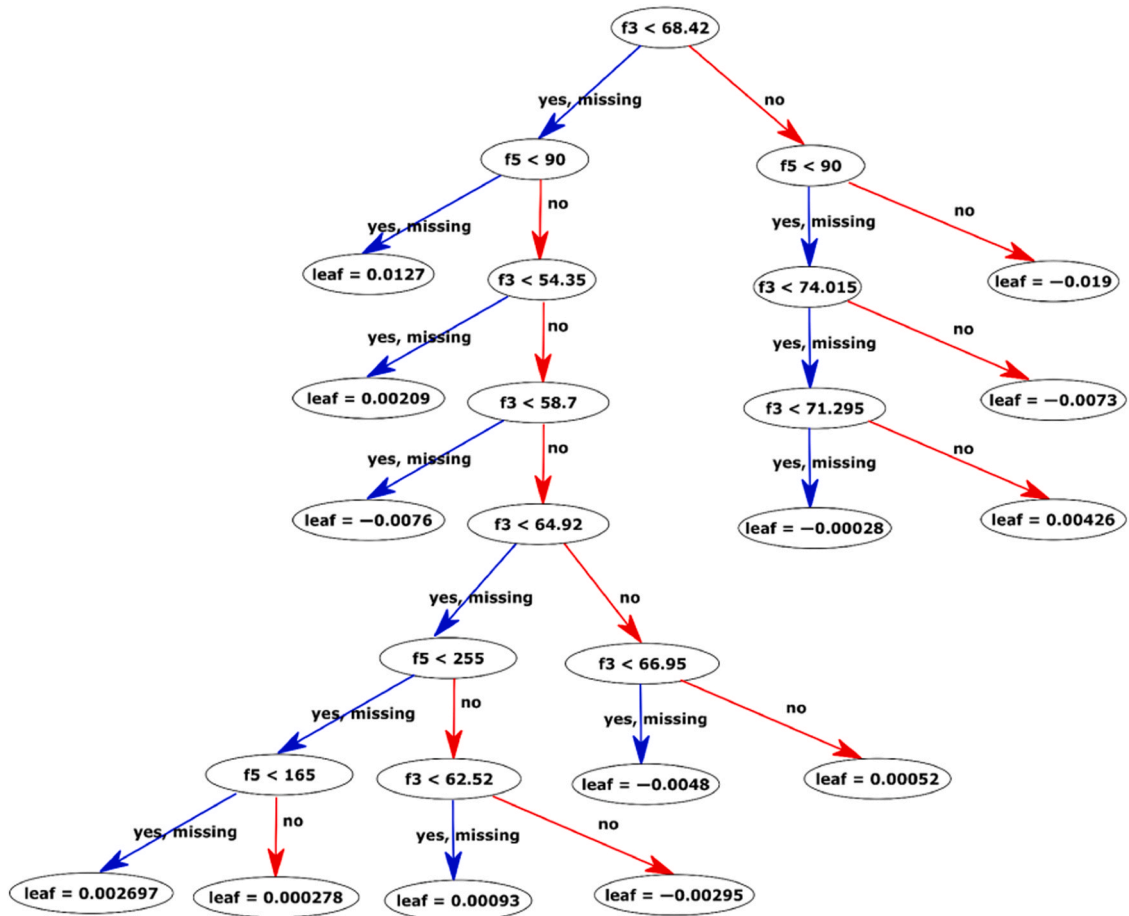 f3 < 68.42
yes, missing
no
f5 < 90
f5 < 90
yes, missing
no
yes, missing
no
leaf = 0.0127
f3 < 54.35
f3 < 74.015
leaf = −0.019
yes, missing
no
yes, missing
no
leaf = 0.00209
f3 < 58.7
f3 < 71.295
leaf = −0.0073
yes, missing
no
yes, missing
no
leaf = −0.0076
f3 < 64.92
leaf = −0.00028
leaf = 0.00426
yes, missing
no
f5 < 255
f3 < 66.95
yes, missing
no
yes, missing
no
f5 < 165
f3 < 62.52
leaf = −0.0048
leaf = 0.00052
yes, missing
no
yes, missing
no
leaf = 0.002697
leaf = 0.000278
leaf = 0.00093
leaf = −0.00295